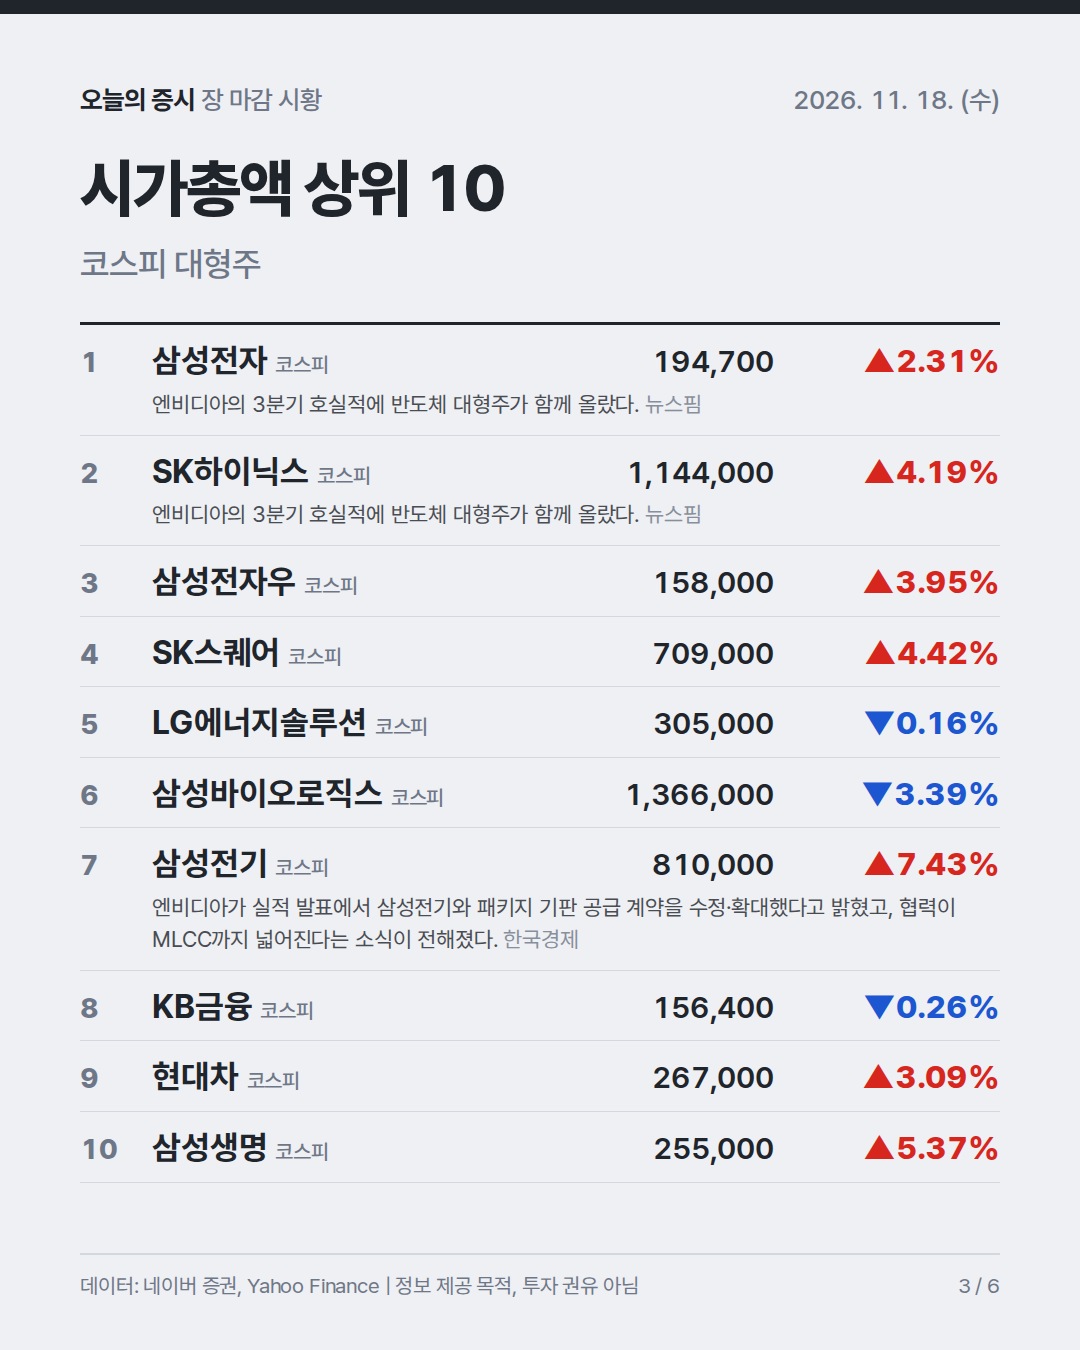 오늘의 증시 장 마감 시황 2026. 11. 18. (수)
시가총액 상위 10
코스피 대형주
1 삼성전자 코스피 194,700 ▲2.31%
엔비디아의 3분기 호실적에 반도체 대형주가 함께 올랐다. 뉴스핌
2 SK하이닉스 코스피 1,144,000 ▲4.19%
엔비디아의 3분기 호실적에 반도체 대형주가 함께 올랐다. 뉴스핌
3 삼성전자우 코스피 158,000 ▲3.95%
4 SK스퀘어 코스피 709,000 ▲4.42%
5 LG에너지솔루션 코스피 305,000 ▼0.16%
6 삼성바이오로직스 코스피 1,366,000 ▼3.39%
7 삼성전기 코스피 810,000 ▲7.43%
엔비디아가 실적 발표에서 삼성전기와 패키지 기판 공급 계약을 수정·확대했다고 밝혔고, 협력이
MLCC까지 넓어진다는 소식이 전해졌다. 한국경제
8 KB금융 코스피 156,400 ▼0.26%
9 현대차 코스피 267,000 ▲3.09%
10 삼성생명 코스피 255,000 ▲5.37%
데이터: 네이버 증권, Yahoo Finance | 정보 제공 목적, 투자 권유 아님 3 / 6